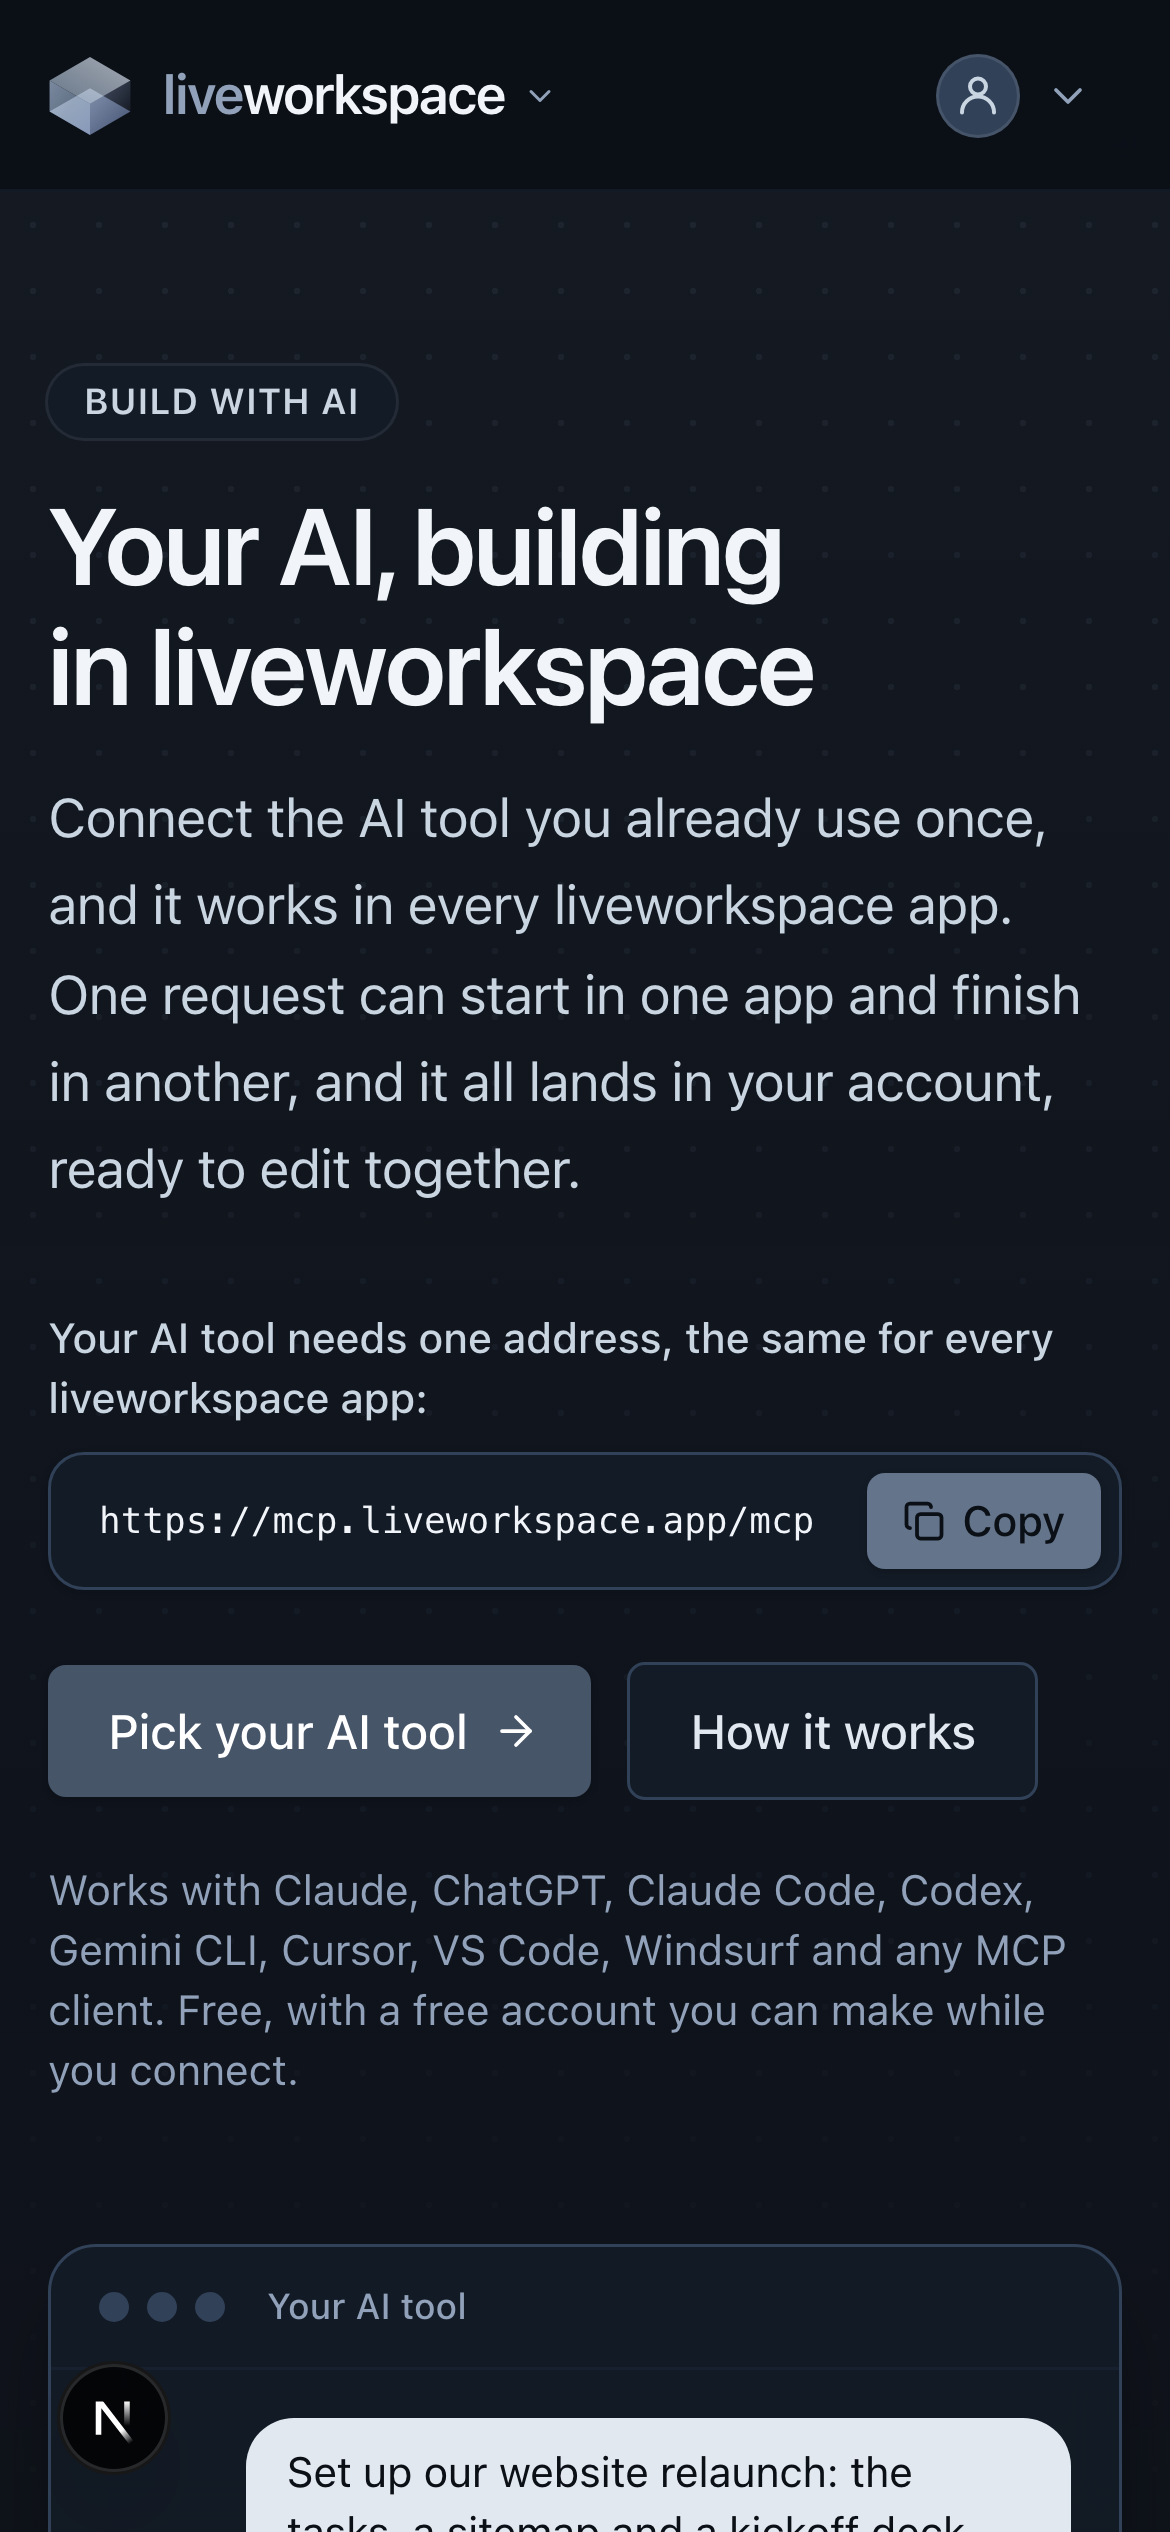 liveworkspace
BUILD WITH AI
Your AI, building
in liveworkspace
Connect the AI tool you already use once,
and it works in every liveworkspace app.
One request can start in one app and finish
in another, and it all lands in your account,
ready to edit together.
Your AI tool needs one address, the same for every
liveworkspace app:
https://mcp.liveworkspace.app/mcp Copy
Pick your AI tool → How it works
Works with Claude, ChatGPT, Claude Code, Codex,
Gemini CLI, Cursor, VS Code, Windsurf and any MCP
client. Free, with a free account you can make while
you connect.
Your AI tool
N
Set up our website relaunch: the
tasks, a sitemap and a kickoff deck